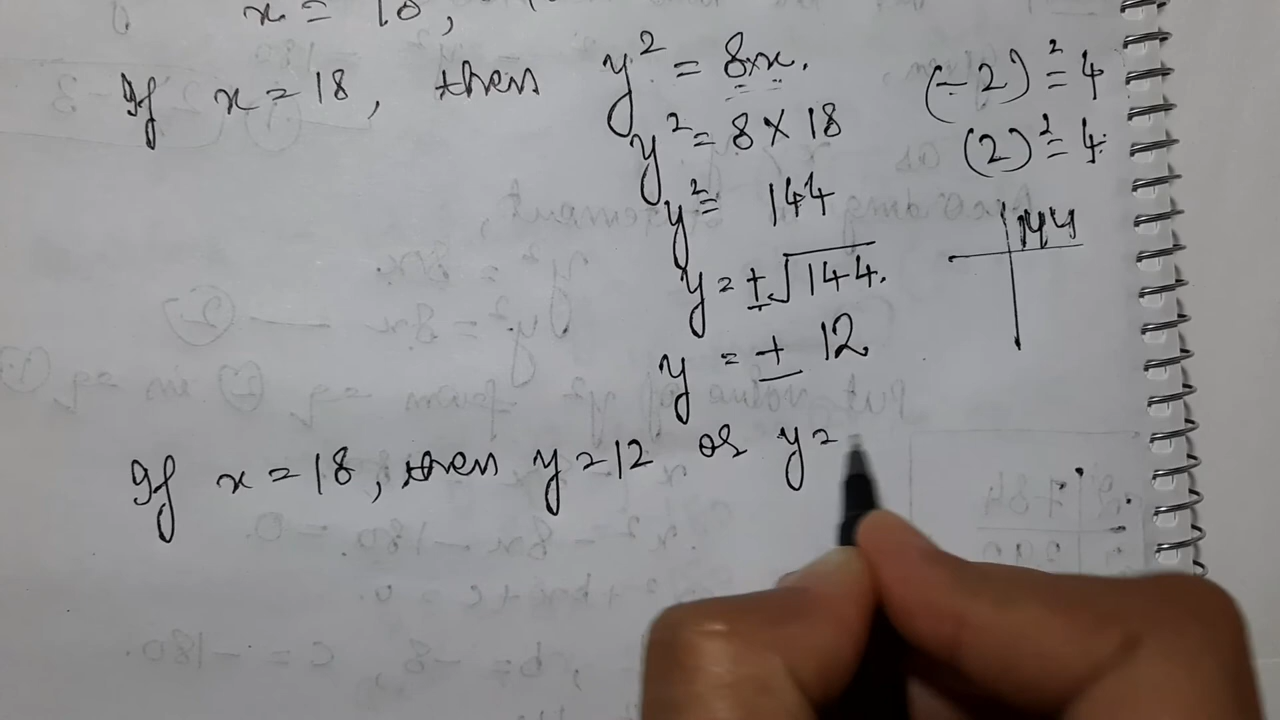 x = 18,
If x = 18, then y² = 8x.
y² = 8 × 18
y² = 144
y = ±√144.
y = ± 12
If x = 18, then y = 12 or y =
(-2)² = 4
(2)² = 4
144